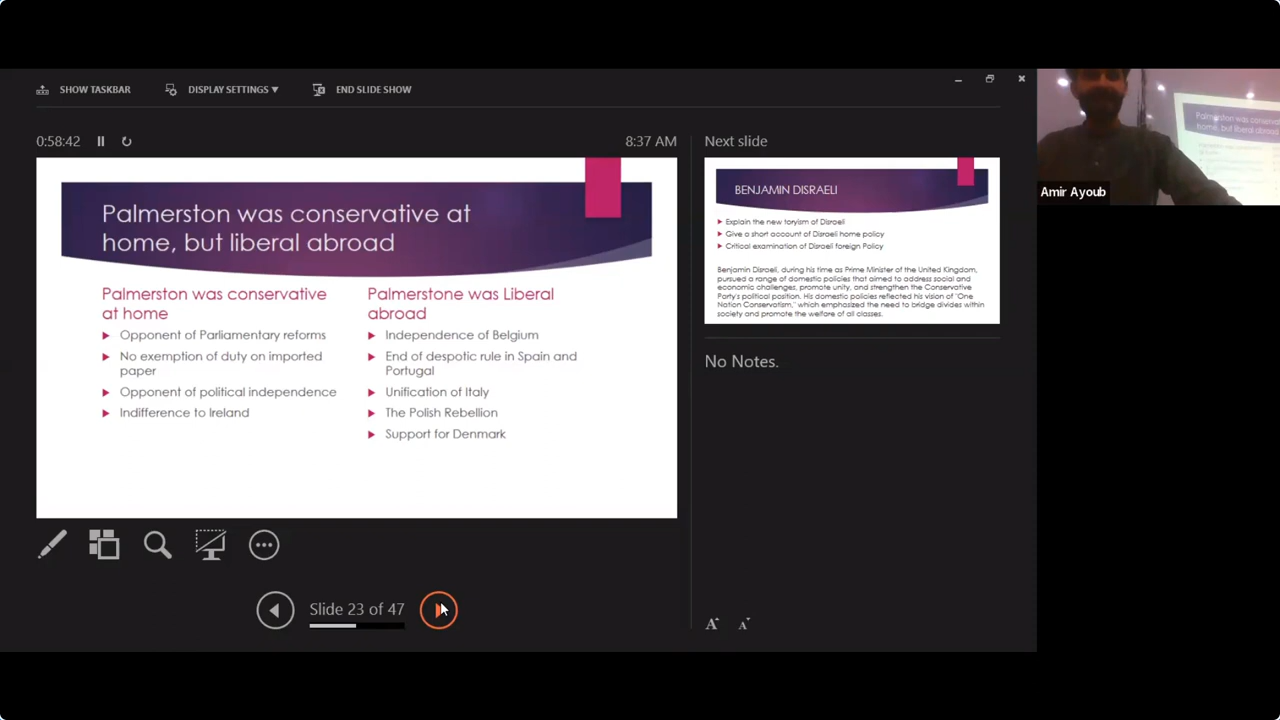 SHOW TASKBAR
DISPLAY SETTINGS ▼
END SLIDE SHOW
0:58:42
8:37 AM
Palmerston was conservative at
home, but liberal abroad
Palmerston was conservative
at home
Opponent of Parliamentary reforms
No exemption of duty on imported
paper
Opponent of political independence
Indifference to Ireland
Palmerstone was Liberal
abroad
Independence of Belgium
End of despotic rule in Spain and
Portugal
Unification of Italy
The Polish Rebellion
Support for Denmark
Slide 23 of 47
Next slide
BENJAMIN DISRAELI
Explain the new toryism of Disraeli
Give a short account of Disraeli home policy
Critical examination of Disraeli foreign Policy
Benjamin Disraeli, during his time as Prime Minister of the United Kingdom,
pursued a range of domestic policies that aimed to address social and
economic challenges, promote unity, and strengthen the Conservative
Party's political position. His domestic policies reflected his vision of "One
Nation Conservatism," which emphasized the need to bridge divides within
society and promote the welfare of all classes.
No Notes.
A A
Palmerston was conserva
home, but liberal abroa
Amir Ayoub